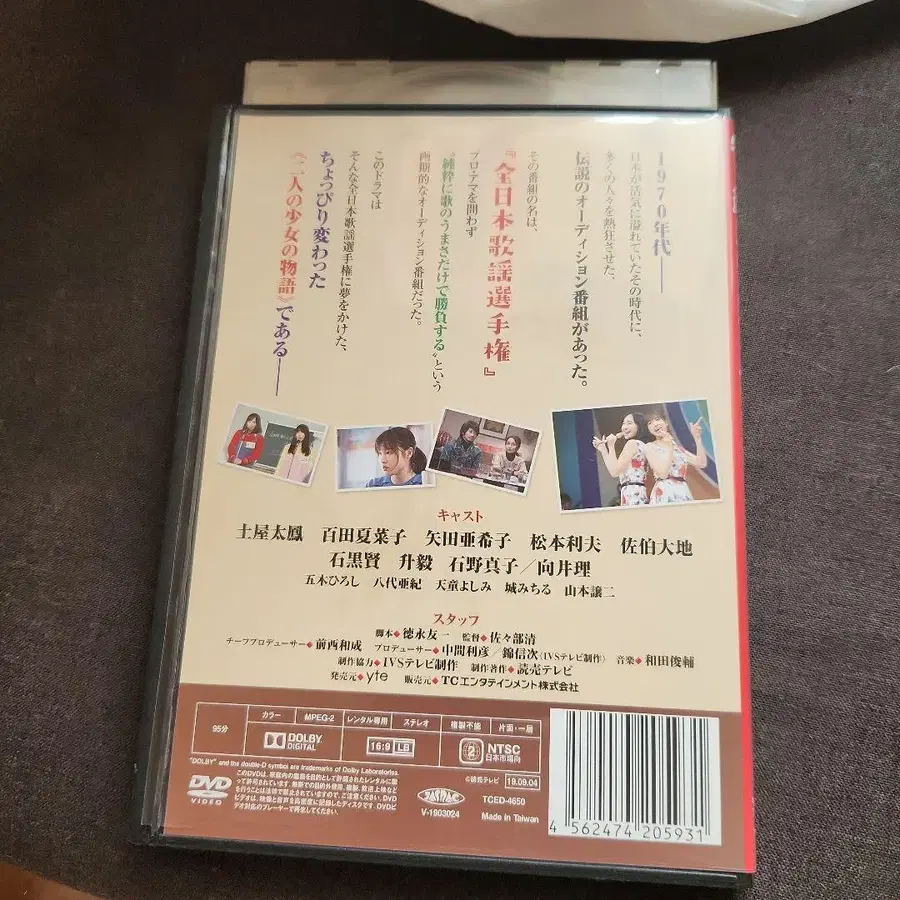 1970年代――
日本が活気に溢れていたその時代に、
多くの人々を熱狂させた、
伝説のオーディション番組があった。
その番組の名は、
『全日本歌謡選手権』
プロ・アマを問わず
“純粋に歌のうまさだけで勝負する”という
画期的なオーディション番組だった。
このドラマは
そんな全日本歌謡選手権に夢をかけた、
ちょっぴり変わった
《二人の少女の物語》である――
キャスト
土屋太鳳 百田夏菜子 矢田亜希子 松本利夫 佐伯大地
石黒賢 升毅 石野真子／向井理
五木ひろし 八代亜紀 天童よしみ 城みちる 山本譲二
スタッフ
脚本◆徳永友一 監督◆佐々部清
チーフプロデューサー◆前西和成 プロデューサー◆中間利彦／錦信次(IVSテレビ制作) 音楽◆和田俊輔
制作協力◆IVSテレビ制作 制作著作◆読売テレビ
発売元◆yte 販売元◆TCエンタテインメント株式会社
95分
カラー MPEG-2 レンタル専用 ステレオ 複製不能 片面・一層
DOLBY DIGITAL 16:9 LB 2 NTSC 日本市場向
"DOLBY" and the double-D symbol are trademarks of Dolby Laboratories.
DVD VIDEO
©読売テレビ 19.09.04
V-1903024
TCED-4650
Made in Taiwan
4 562474 205931